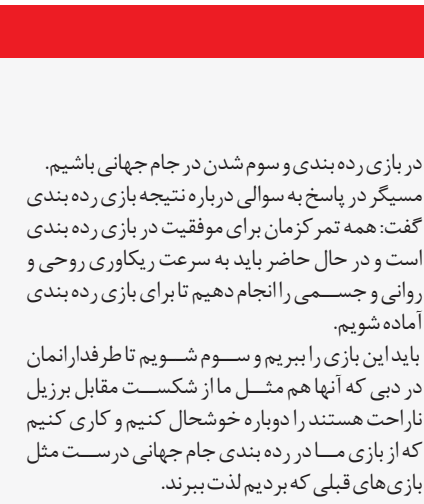 در بازی رده بندی و سوم شدن در جام جهانی باشیم.
مسیگر در پاسخ به سوالی درباره نتیجه بازی رده بندی
گفت: همه تمرکزمان برای موفقیت در بازی رده بندی
است و در حال حاضر باید به سرعت ریکاوری روحی و
روانی و جسمی را انجام دهیم تا برای بازی رده بندی
آماده شویم.
باید این بازی را ببریم و سوم شویم تا طرفدارانمان
در دبی که آنها هم مثل ما از شکست مقابل برزیل
ناراحت هستند را دوباره خوشحال کنیم و کاری کنیم
که از بازی ما در رده بندی جام جهانی درست مثل
بازی‌های قبلی که بردیم لذت ببرند.